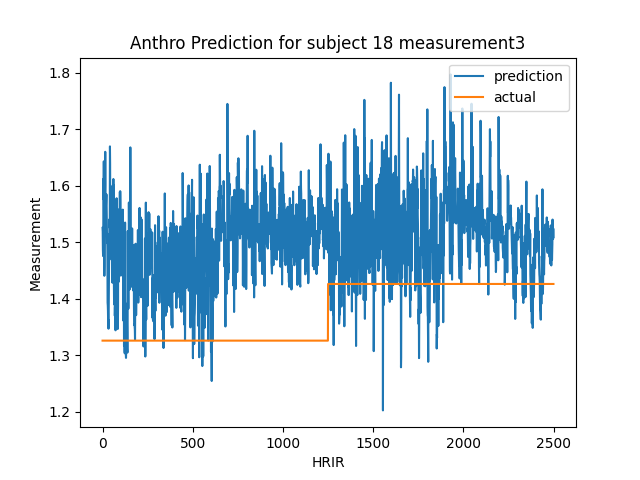 Anthro Prediction for subject 18 measurement3
prediction
actual
1.8
1.7
1.6
1.5
1.4
1.3
1.2
Measurement
0
500
1000
1500
2000
2500
HRIR